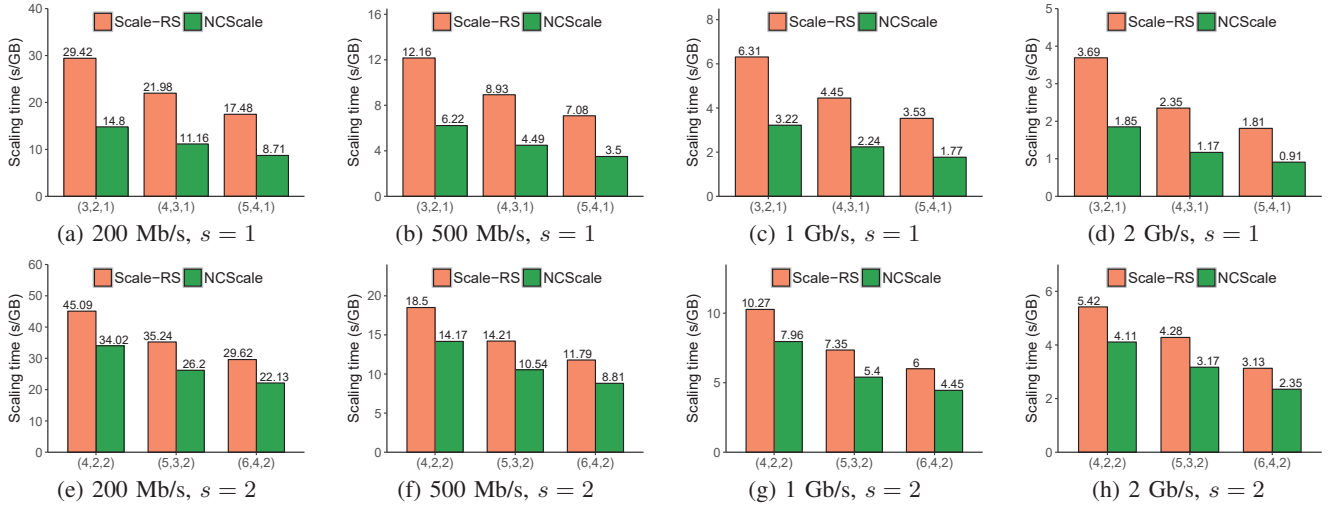 Scale−RS NCScale
Scaling time (s/GB)
40
30
20
10
0
29.42
14.8
21.98
11.16
17.48
8.71
(3,2,1) (4,3,1) (5,4,1)
(a) 200 Mb/s, s = 1
Scale−RS NCScale
Scaling time (s/GB)
16
12
8
4
0
12.16
6.22
8.93
4.49
7.08
3.5
(3,2,1) (4,3,1) (5,4,1)
(b) 500 Mb/s, s = 1
Scale−RS NCScale
Scaling time (s/GB)
8
6
4
2
0
6.31
3.22
4.45
2.24
3.53
1.77
(3,2,1) (4,3,1) (5,4,1)
(c) 1 Gb/s, s = 1
Scale−RS NCScale
Scaling time (s/GB)
5
4
3
2
1
0
3.69
1.85
2.35
1.17
1.81
0.91
(3,2,1) (4,3,1) (5,4,1)
(d) 2 Gb/s, s = 1
Scale−RS NCScale
Scaling time (s/GB)
60
50
40
30
20
10
0
45.09
34.02
35.24
26.2
29.62
22.13
(4,2,2) (5,3,2) (6,4,2)
(e) 200 Mb/s, s = 2
Scale−RS NCScale
Scaling time (s/GB)
20
15
10
5
0
18.5
14.17
14.21
10.54
11.79
8.81
(4,2,2) (5,3,2) (6,4,2)
(f) 500 Mb/s, s = 2
Scale−RS NCScale
Scaling time (s/GB)
10
5
0
10.27
7.96
7.35
5.4
6
4.45
(4,2,2) (5,3,2) (6,4,2)
(g) 1 Gb/s, s = 2
Scale−RS NCScale
Scaling time (s/GB)
6
4
2
0
5.42
4.11
4.28
3.17
3.13
2.35
(4,2,2) (5,3,2) (6,4,2)
(h) 2 Gb/s, s = 2